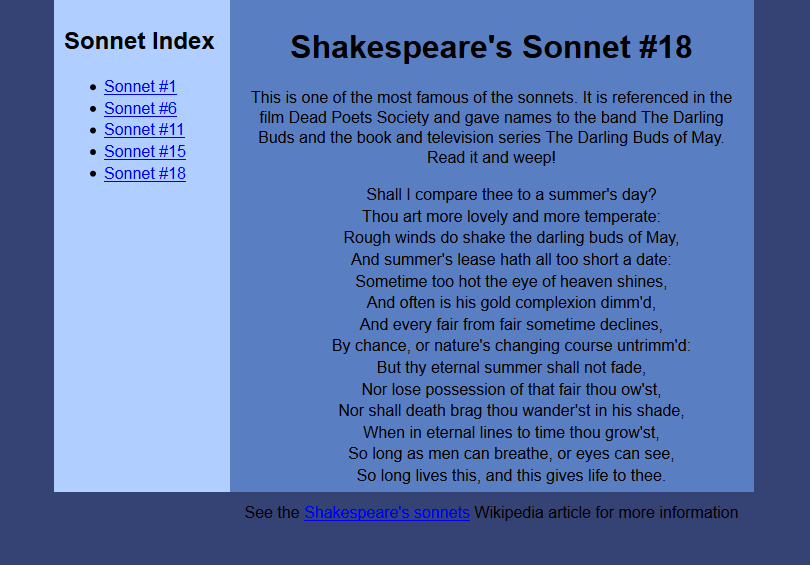 Sonnet Index
Sonnet #1
Sonnet #6
Sonnet #11
Sonnet #15
Sonnet #18
Shakespeare's Sonnet #18
This is one of the most famous of the sonnets. It is referenced in the
film Dead Poets Society and gave names to the band The Darling
Buds and the book and television series The Darling Buds of May.
Read it and weep!
Shall I compare thee to a summer's day?
Thou art more lovely and more temperate:
Rough winds do shake the darling buds of May,
And summer's lease hath all too short a date:
Sometime too hot the eye of heaven shines,
And often is his gold complexion dimm'd,
And every fair from fair sometime declines,
By chance, or nature's changing course untrimm'd:
But thy eternal summer shall not fade,
Nor lose possession of that fair thou ow'st,
Nor shall death brag thou wander'st in his shade,
When in eternal lines to time thou grow'st,
So long as men can breathe, or eyes can see,
So long lives this, and this gives life to thee.
See the Shakespeare's sonnets Wikipedia article for more information